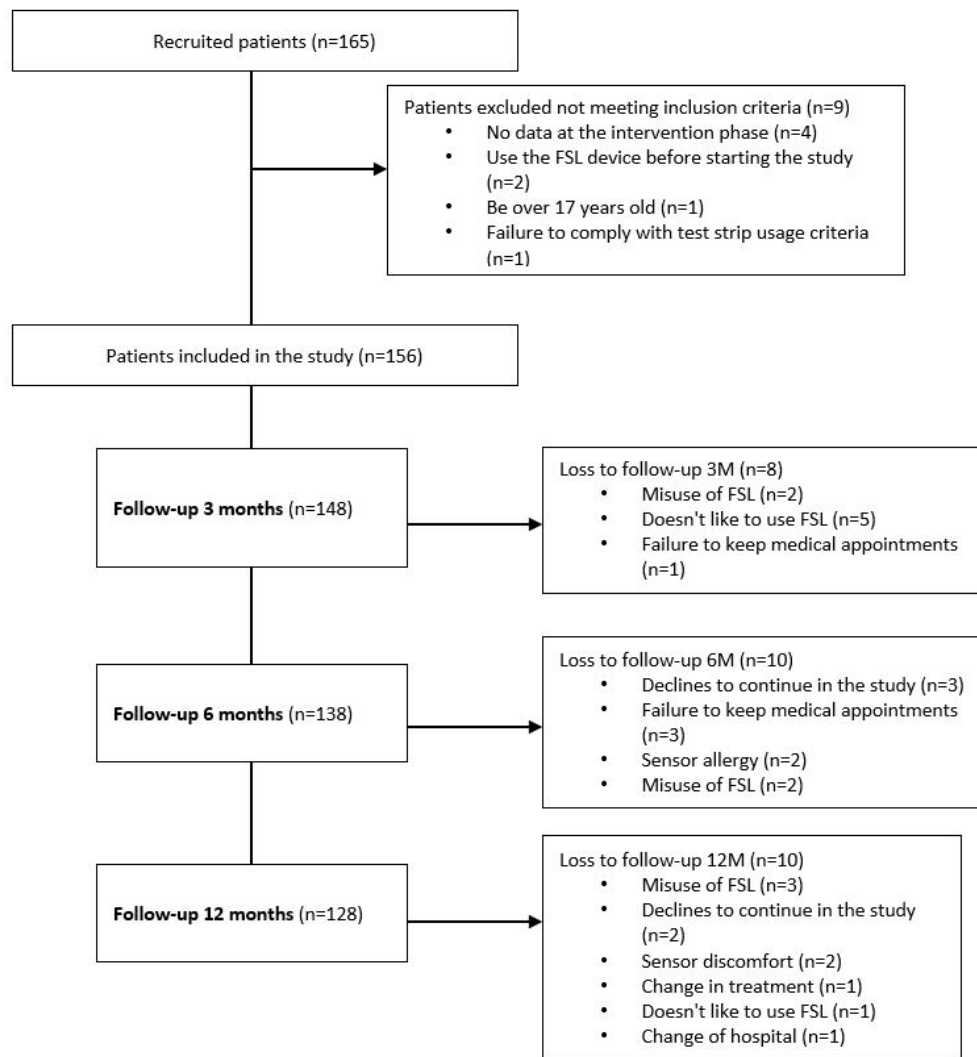 Recruited patients (n=165)
Patients excluded not meeting inclusion criteria (n=9)
• No data at the intervention phase (n=4)
• Use the FSL device before starting the study
(n=2)
• Be over 17 years old (n=1)
• Failure to comply with test strip usage criteria
(n=1)
Patients included in the study (n=156)
Follow-up 3 months (n=148)
Loss to follow-up 3M (n=8)
• Misuse of FSL (n=2)
• Doesn't like to use FSL (n=5)
• Failure to keep medical appointments
(n=1)
Follow-up 6 months (n=138)
Loss to follow-up 6M (n=10)
• Declines to continue in the study (n=3)
• Failure to keep medical appointments
(n=3)
• Sensor allergy (n=2)
• Misuse of FSL (n=2)
Follow-up 12 months (n=128)
Loss to follow-up 12M (n=10)
• Misuse of FSL (n=3)
• Declines to continue in the study
(n=2)
• Sensor discomfort (n=2)
• Change in treatment (n=1)
• Doesn't like to use FSL (n=1)
• Change of hospital (n=1)